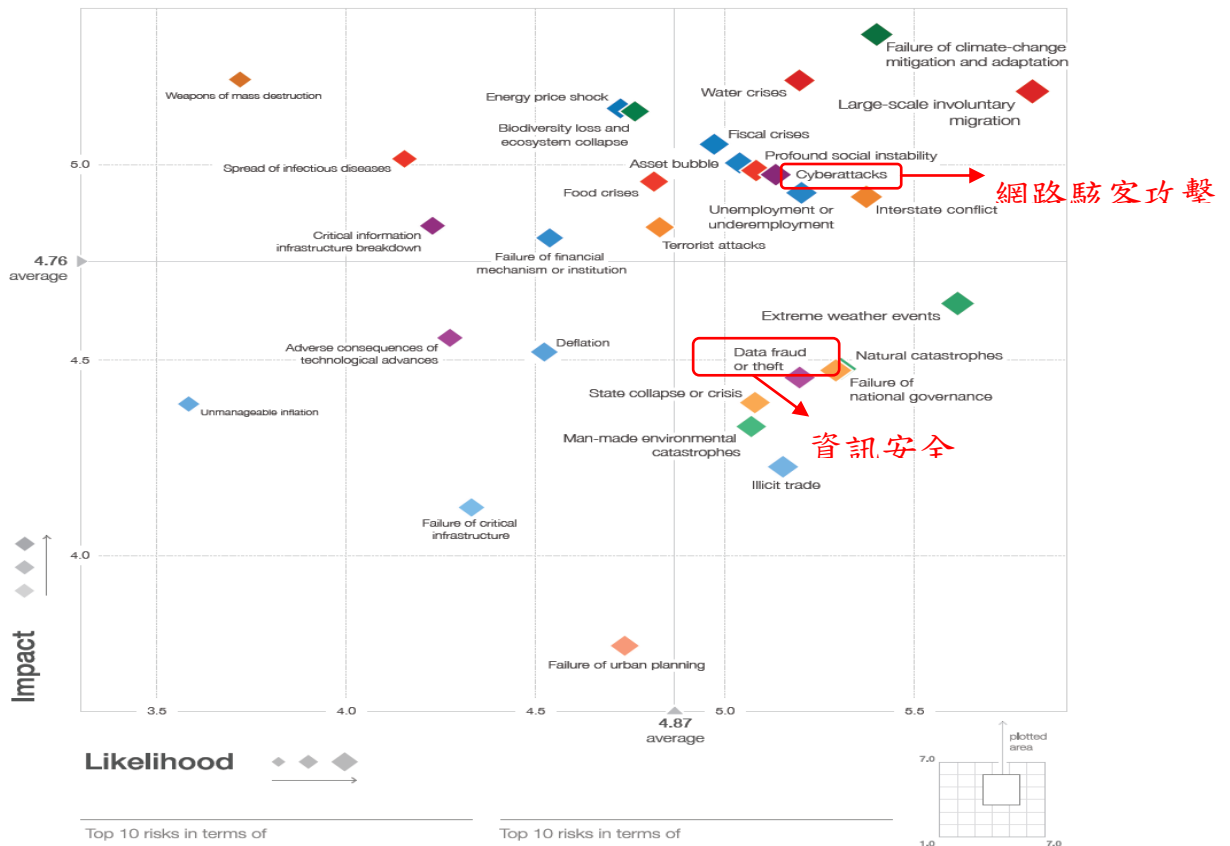 Failure of climate-change
mitigation and adaptation
Water crises
Large-scale involuntary
migration
Weapons of mass destruction
Energy price shock
Biodiversity loss and
ecosystem collapse
Fiscal crises
Asset bubble
Profound social instability
5.0
Spread of infectious diseases
Cyberattacks
網路駭客攻擊
Food crises
Unemployment or
underemployment
Interstate conflict
Critical information
infrastructure breakdown
Failure of financial
mechanism or institution
Terrorist attacks
4.76
average
Extreme weather events
Adverse consequences of
technological advances
Deflation
Data fraud
or theft
Natural catastrophes
4.5
Failure of
national governance
State collapse or crisis
Unmanageable inflation
Man-made environmental
catastrophes
資訊安全
Illicit trade
Failure of critical
infrastructure
4.0
Impact
Failure of urban planning
3.5
4.0
4.5
4.87
average
5.0
5.5
Likelihood
plotted
area
7.0
1.0
7.0
Top 10 risks in terms of
Top 10 risks in terms of